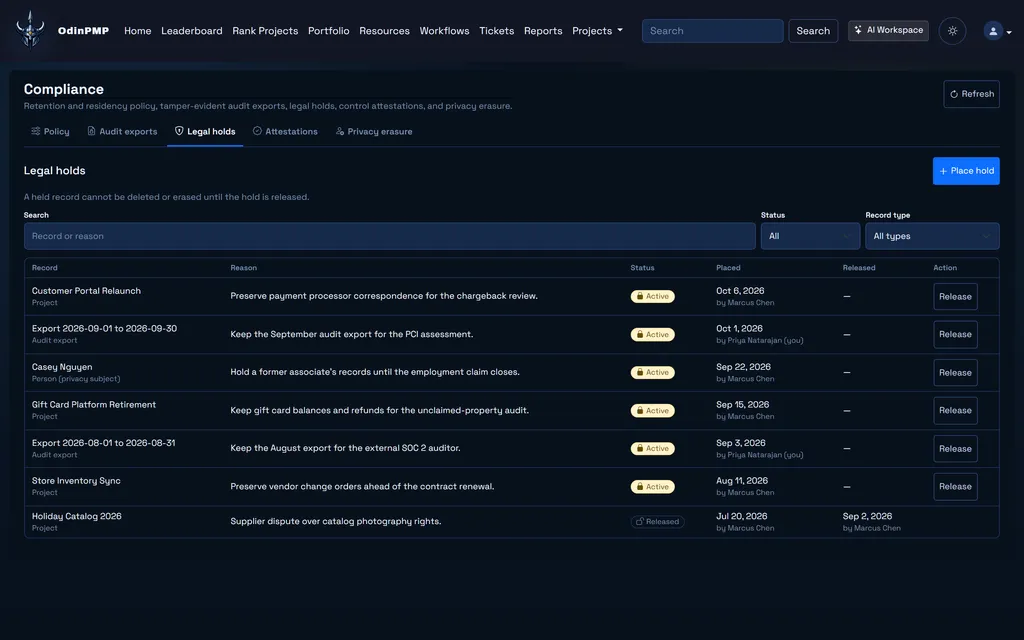 OdinPMP Home Leaderboard Rank Projects Portfolio Resources Workflows Tickets Reports Projects Search Search AI Workspace
Compliance
Retention and residency policy, tamper-evident audit exports, legal holds, control attestations, and privacy erasure.
Refresh
Policy Audit exports Legal holds Attestations Privacy erasure
Legal holds
+ Place hold
A held record cannot be deleted or erased until the hold is released.
Search Status Record type
Record or reason All All types
Record Reason Status Placed Released Action
Customer Portal Relaunch
Project
Preserve payment processor correspondence for the chargeback review.
Active
Oct 6, 2026
by Marcus Chen
—
Release
Export 2026-09-01 to 2026-09-30
Audit export
Keep the September audit export for the PCI assessment.
Active
Oct 1, 2026
by Priya Natarajan (you)
—
Release
Casey Nguyen
Person (privacy subject)
Hold a former associate's records until the employment claim closes.
Active
Sep 22, 2026
by Marcus Chen
—
Release
Gift Card Platform Retirement
Project
Keep gift card balances and refunds for the unclaimed-property audit.
Active
Sep 15, 2026
by Marcus Chen
—
Release
Export 2026-08-01 to 2026-08-31
Audit export
Keep the August export for the external SOC 2 auditor.
Active
Sep 3, 2026
by Priya Natarajan (you)
—
Release
Store Inventory Sync
Project
Preserve vendor change orders ahead of the contract renewal.
Active
Aug 11, 2026
by Marcus Chen
—
Release
Holiday Catalog 2026
Project
Supplier dispute over catalog photography rights.
Released
Jul 20, 2026
by Marcus Chen
Sep 2, 2026
by Marcus Chen